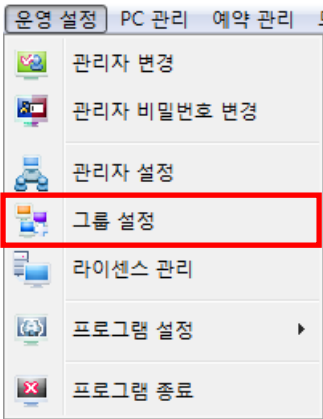 운영 설정 PC 관리 예약 관리
관리자 변경
관리자 비밀번호 변경
관리자 설정
그룹 설정
라이센스 관리
프로그램 설정
프로그램 종료